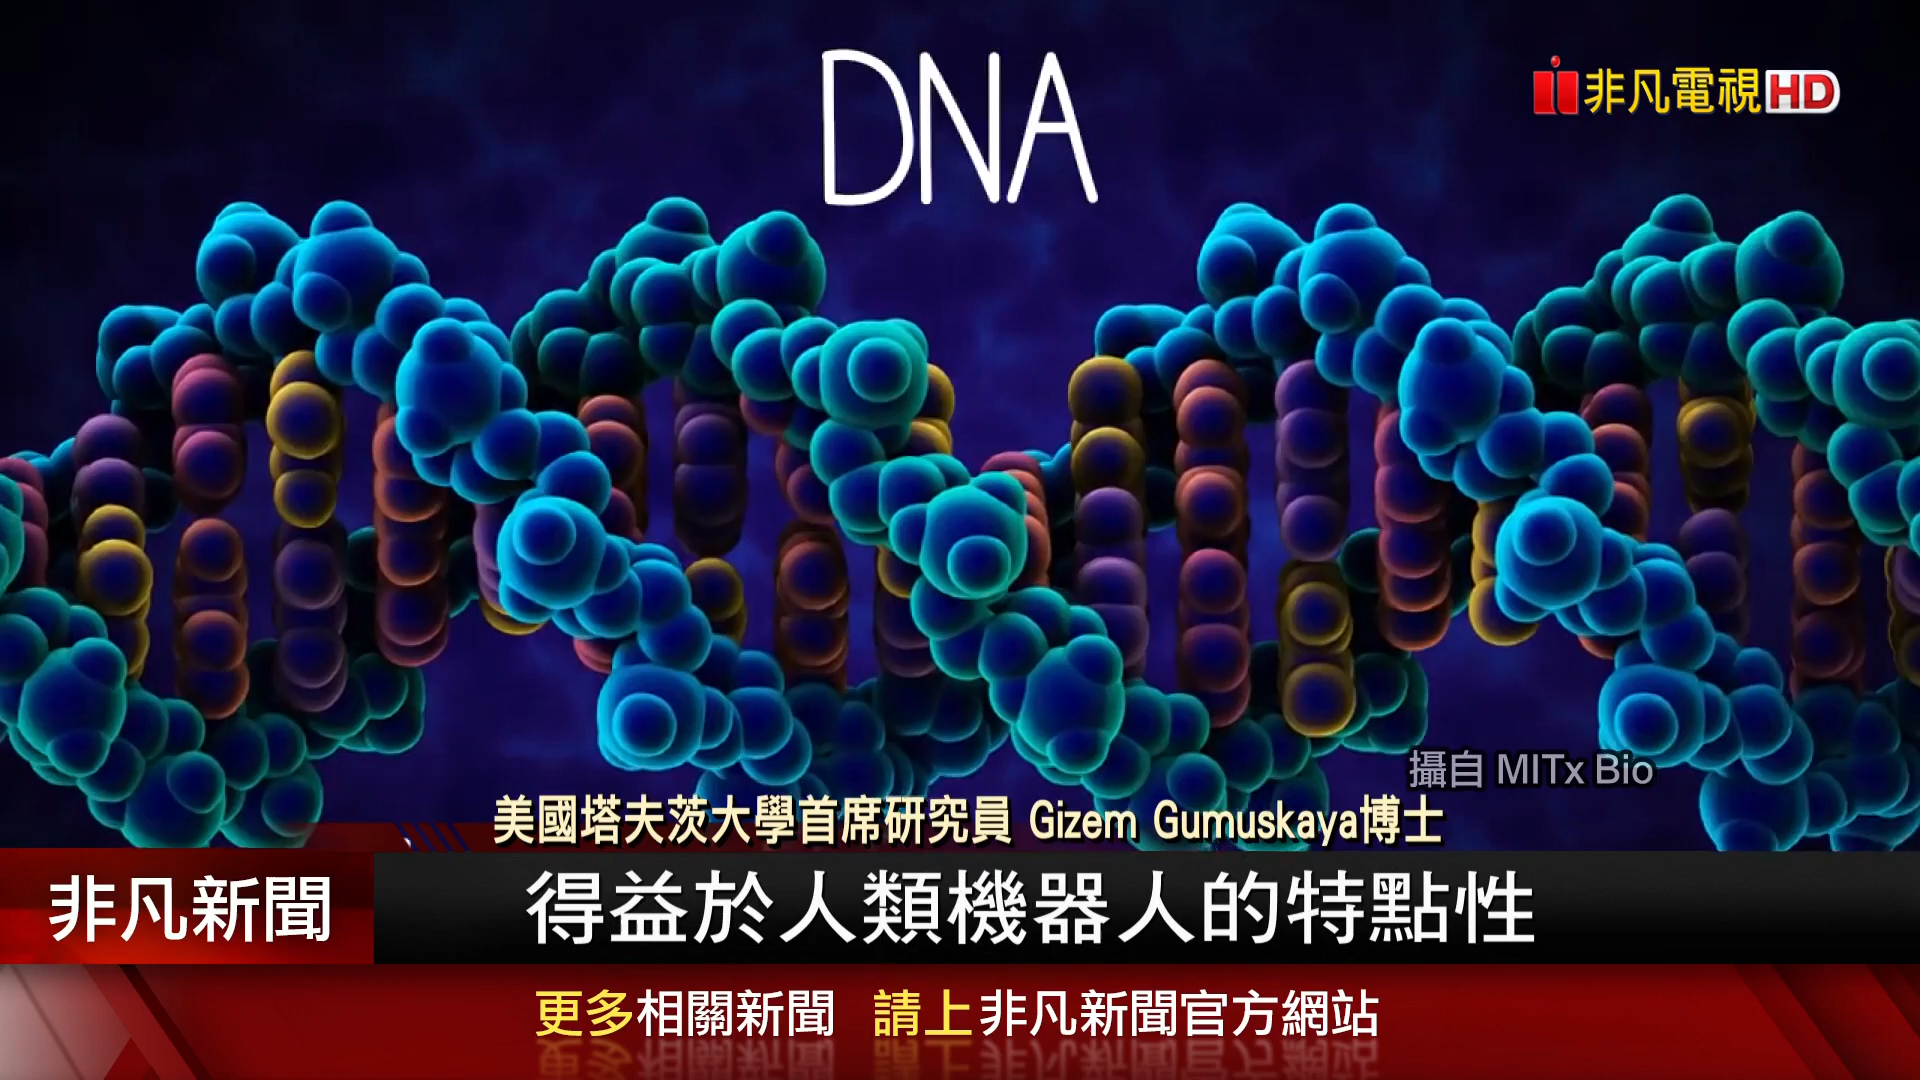 DNA
非凡電視HD
攝自 MITx Bio
美國塔夫茨大學首席研究員 Gizem Gumuskaya博士
非凡新聞
得益於人類機器人的特點性
更多相關新聞 請上非凡新聞官方網站